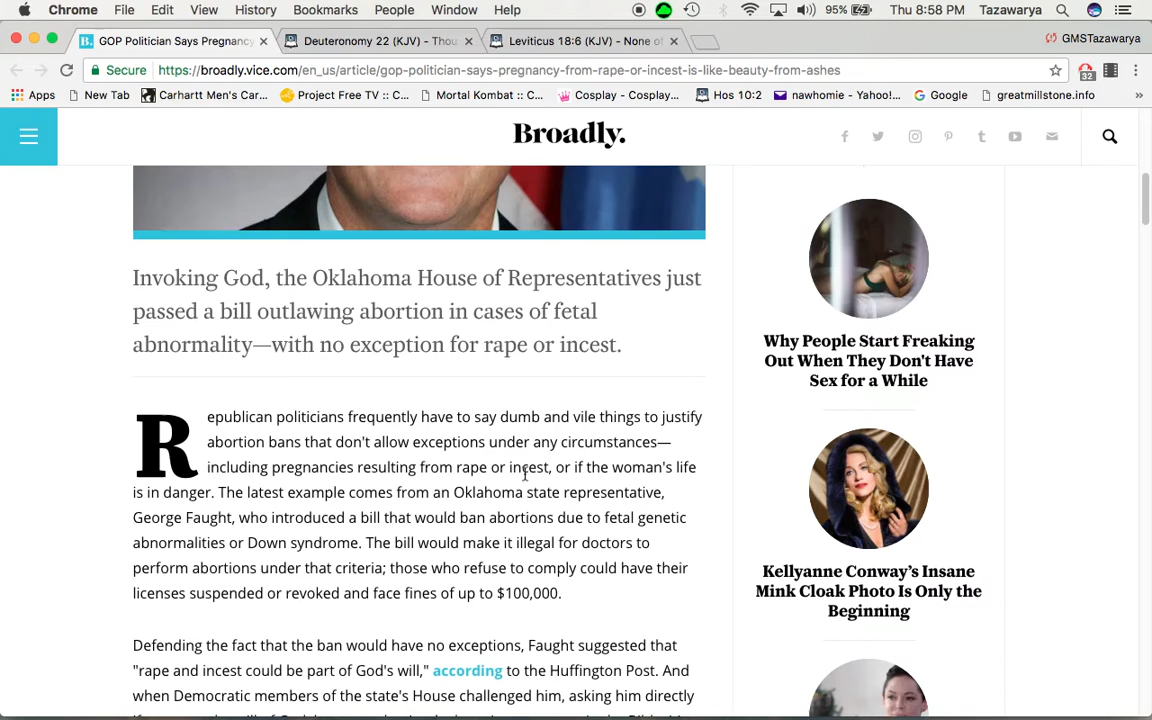 Chrome File Edit View History Bookmarks People Window Help 95% Thu 8:58 PM Tazawarya
B. GOP Politician Says Pregnancy Deuteronomy 22 (KJV) - Thou Leviticus 18:6 (KJV) - None of GMSTazawarya
Secure https://broadly.vice.com/en_us/article/gop-politician-says-pregnancy-from-rape-or-incest-is-like-beauty-from-ashes
Apps New Tab Carhartt Men's Car... Project Free TV :: C... Mortal Kombat :: C... Cosplay - Cosplay... Hos 10:2 nawhomie - Yahoo!... Google greatmillstone.info »
32
Broadly.
Invoking God, the Oklahoma House of Representatives just
passed a bill outlawing abortion in cases of fetal
abnormality—with no exception for rape or incest.
Republican politicians frequently have to say dumb and vile things to justify
abortion bans that don't allow exceptions under any circumstances—
including pregnancies resulting from rape or incest, or if the woman's life
is in danger. The latest example comes from an Oklahoma state representative,
George Faught, who introduced a bill that would ban abortions due to fetal genetic
abnormalities or Down syndrome. The bill would make it illegal for doctors to
perform abortions under that criteria; those who refuse to comply could have their
licenses suspended or revoked and face fines of up to $100,000.
Defending the fact that the ban would have no exceptions, Faught suggested that
"rape and incest could be part of God's will," according to the Huffington Post. And
when Democratic members of the state's House challenged him, asking him directly
Why People Start Freaking
Out When They Don't Have
Sex for a While
Kellyanne Conway's Insane
Mink Cloak Photo Is Only the
Beginning